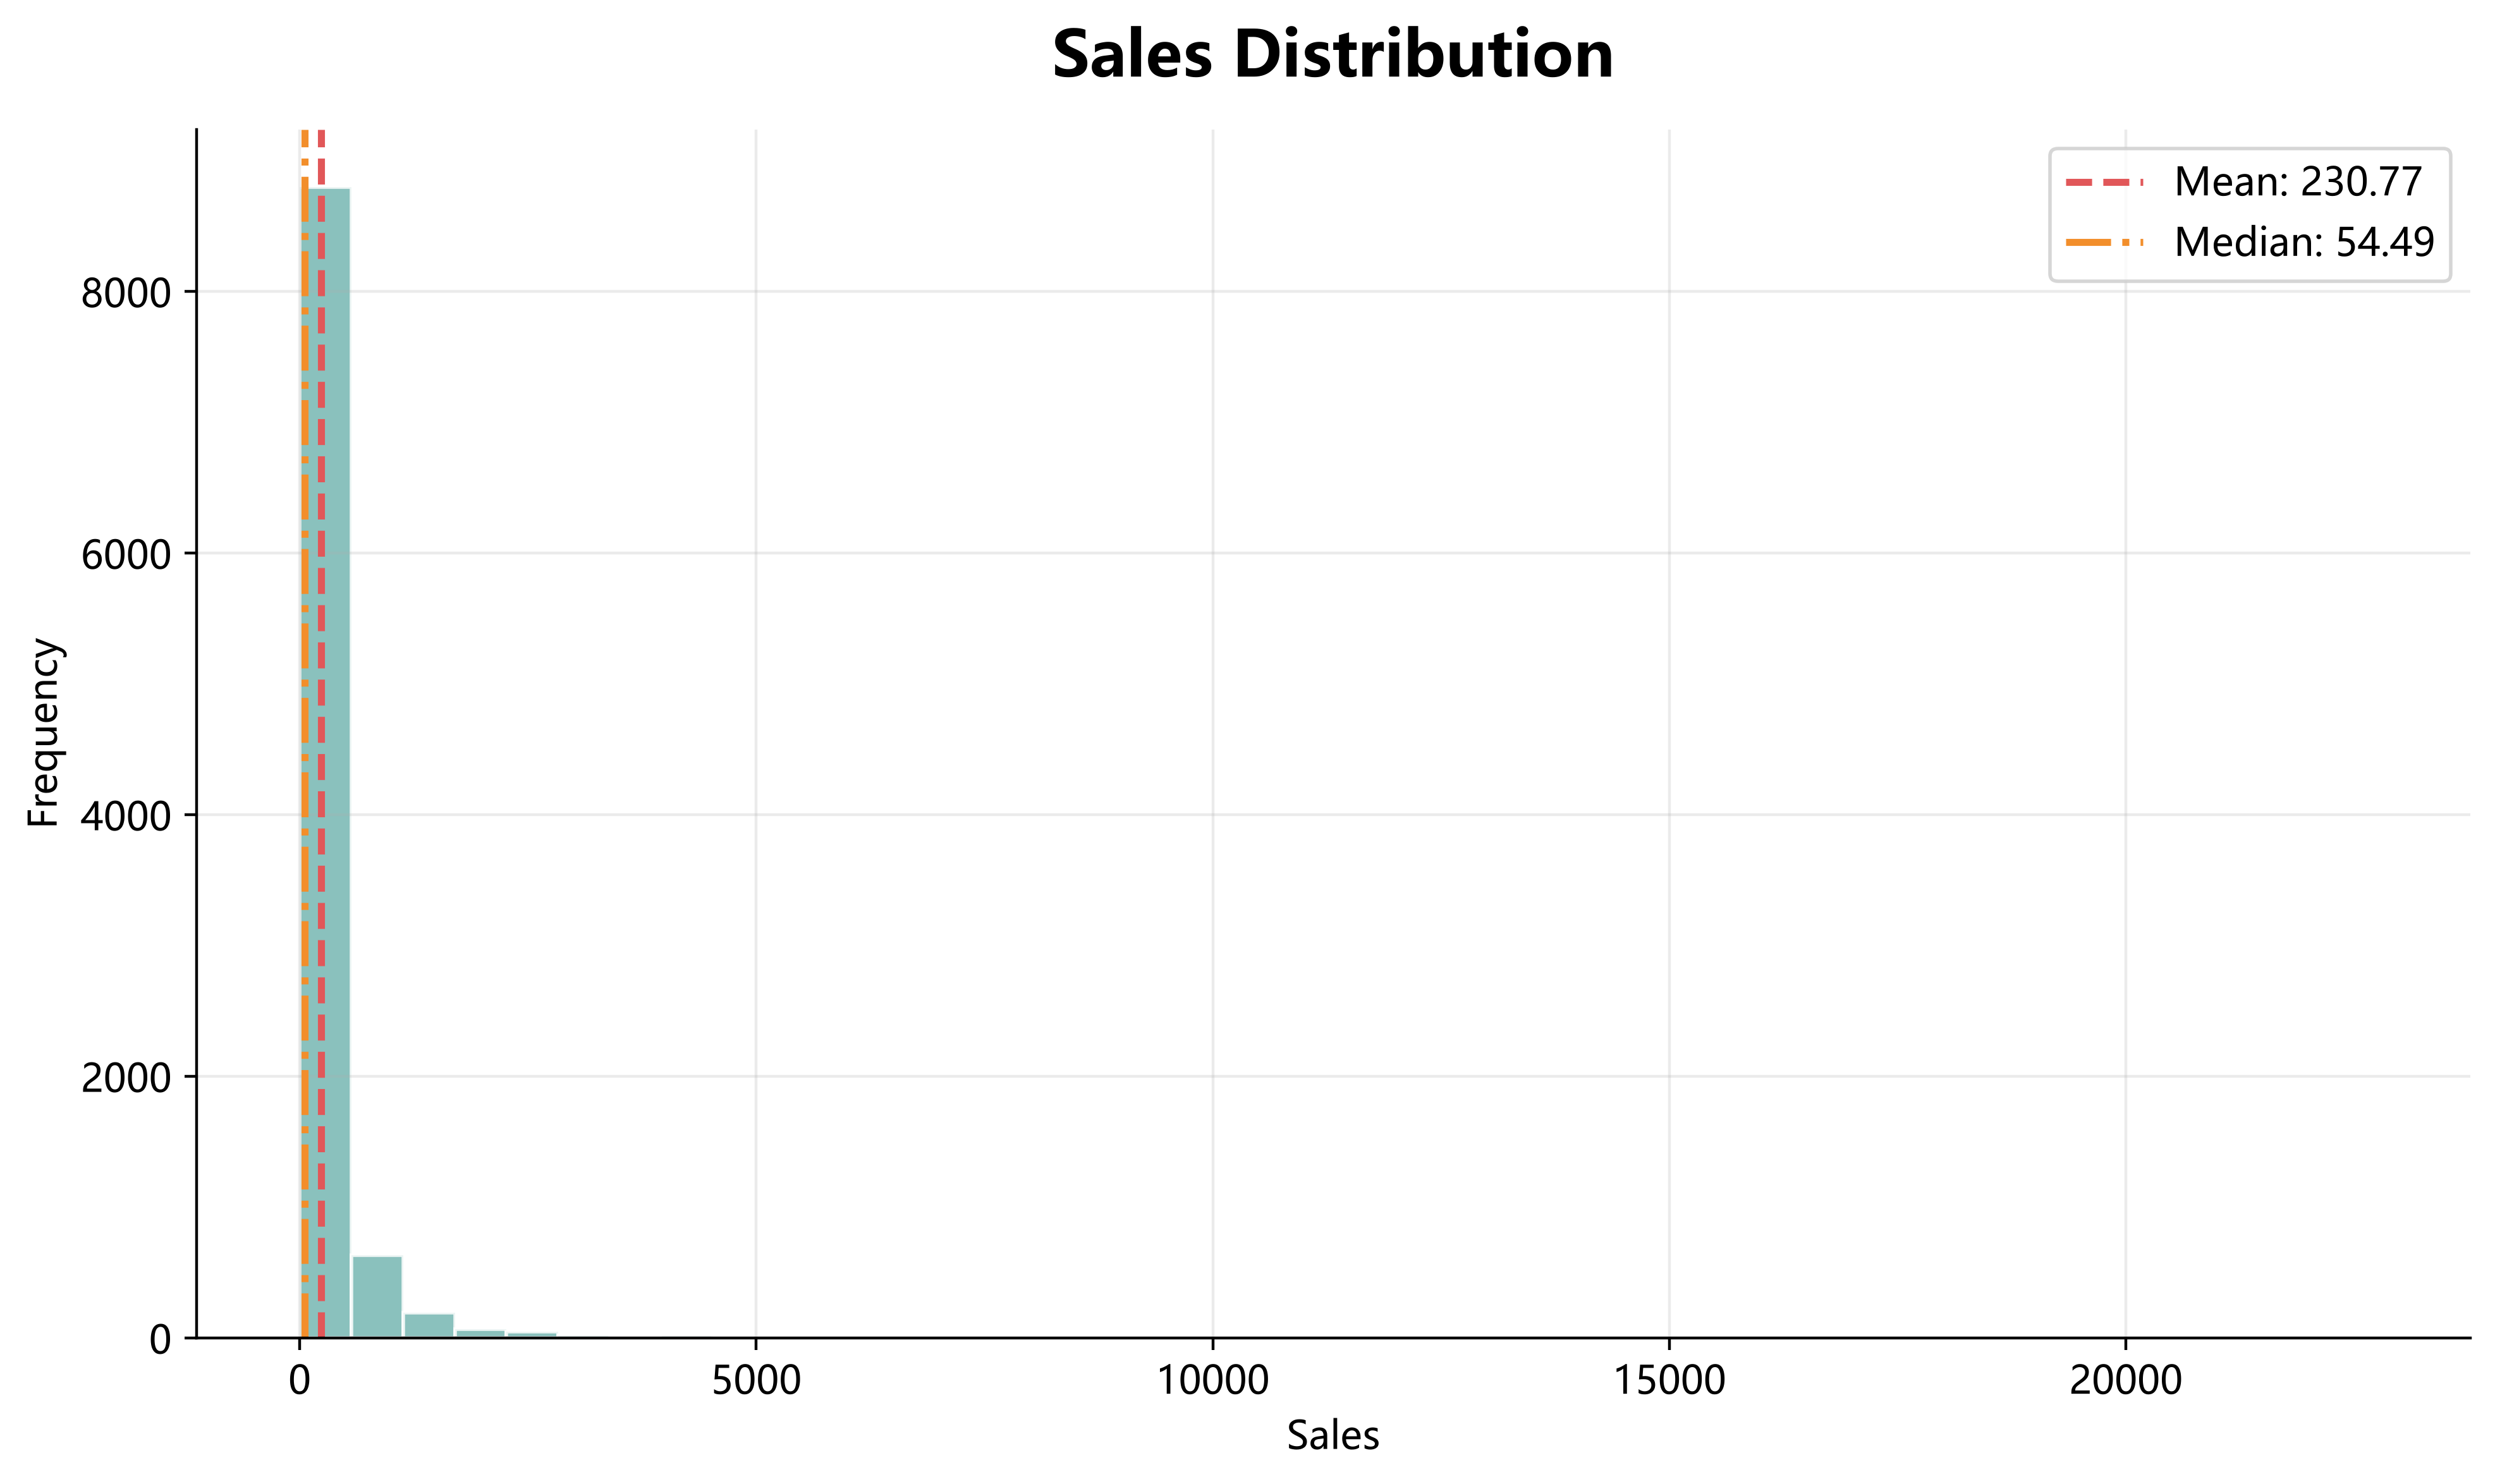 Sales Distribution
Mean: 230.77
Median: 54.49
8000
6000
4000
2000
0
Frequency
0 5000 10000 15000 20000
Sales